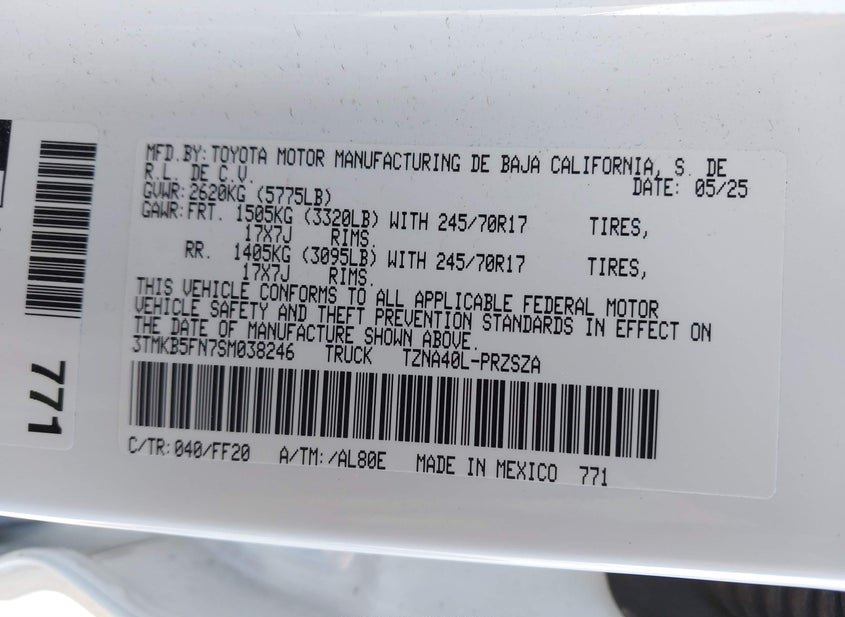 MFD.BY:TOYOTA MOTOR MANUFACTURING DE BAJA CALIFORNIA, S. DE
R.L. DE C.V. DATE: 05/25
GVWR:2620KG (5775LB)
GAWR:FRT. 1505KG (3320LB) WITH 245/70R17 TIRES,
17X7J RIMS.
RR. 1405KG (3095LB) WITH 245/70R17 TIRES,
17X7J RIMS.
THIS VEHICLE CONFORMS TO ALL APPLICABLE FEDERAL MOTOR
VEHICLE SAFETY AND THEFT PREVENTION STANDARDS IN EFFECT ON
THE DATE OF MANUFACTURE SHOWN ABOVE.
3TMKB5FN7SM038246 TRUCK TZNA40L-PRZSZA
C/TR:040/FF20 A/TM:/AL80E MADE IN MEXICO 771
771